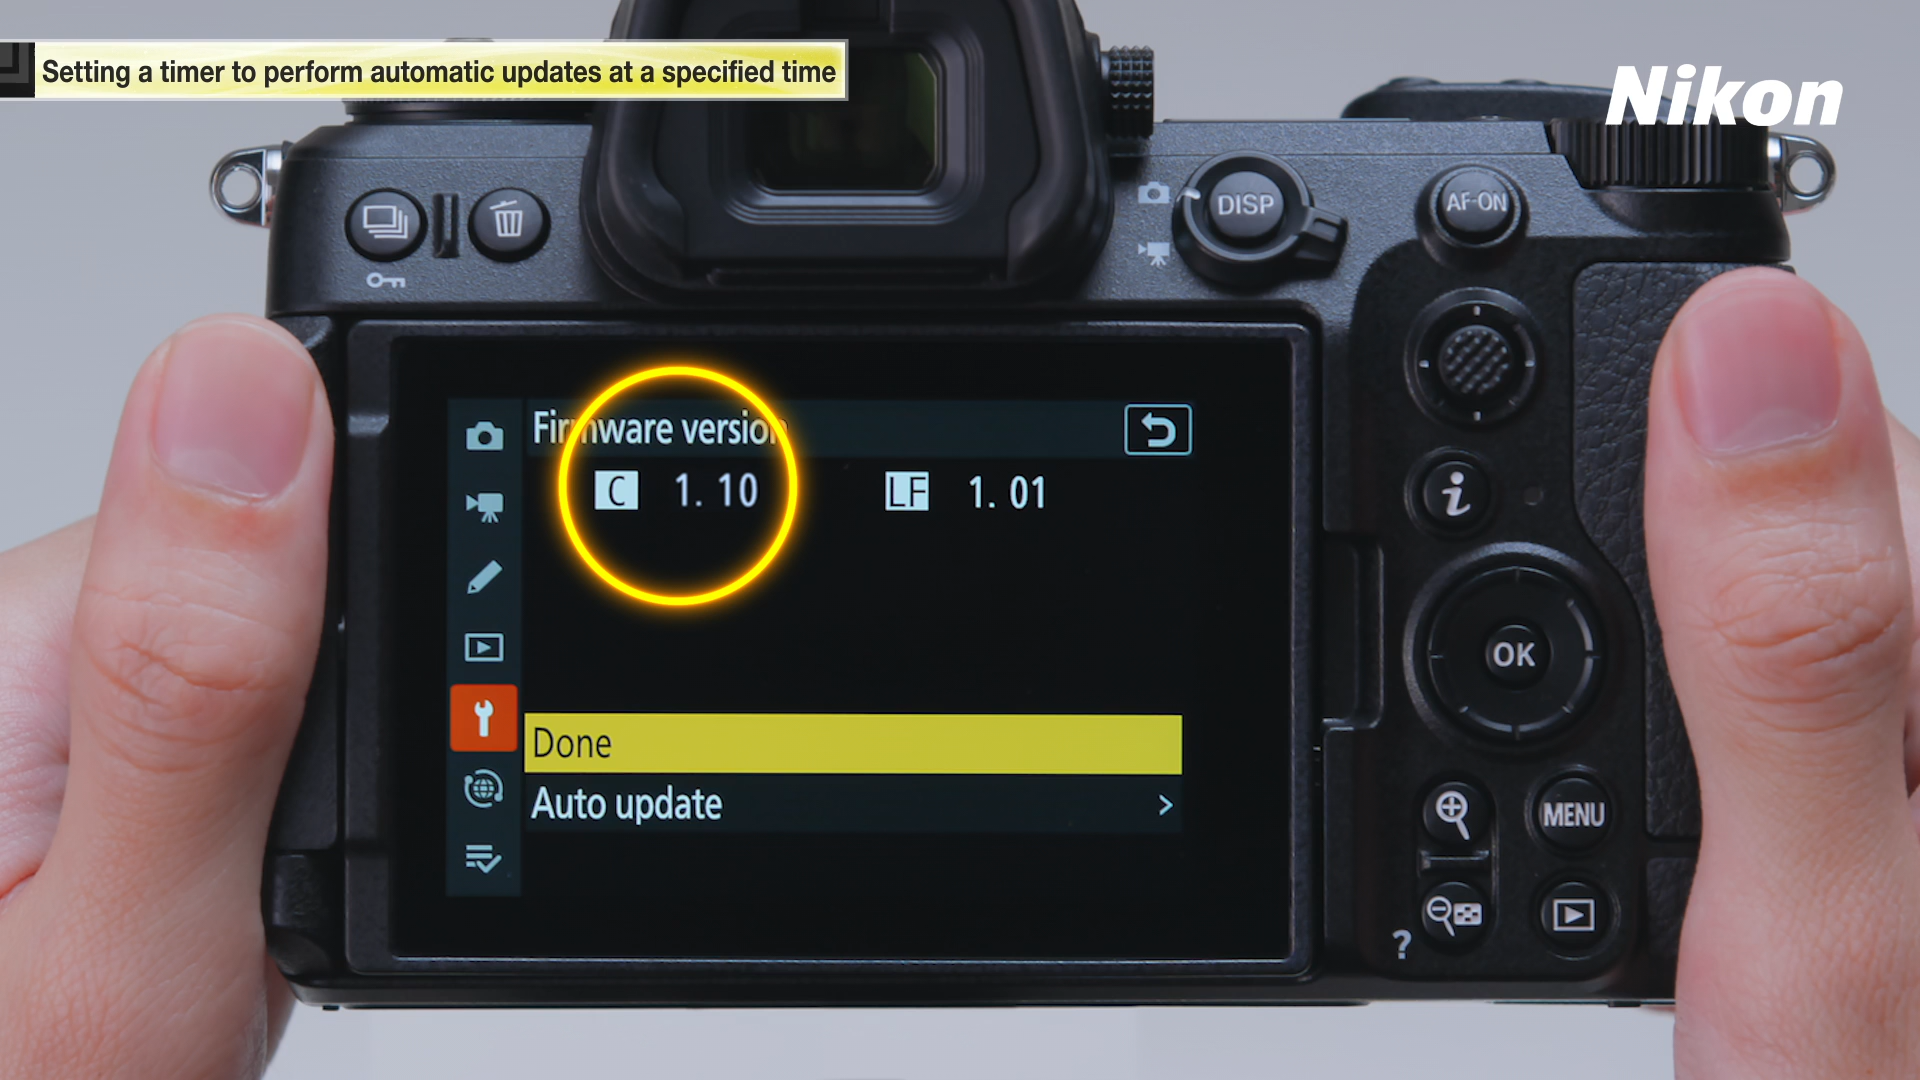 Setting a timer to perform automatic updates at a specified time
Nikon
DISP
AF-ON
Firmware version
C 1. 10 LF 1. 01
i
OK
Done
Auto update >
MENU
?